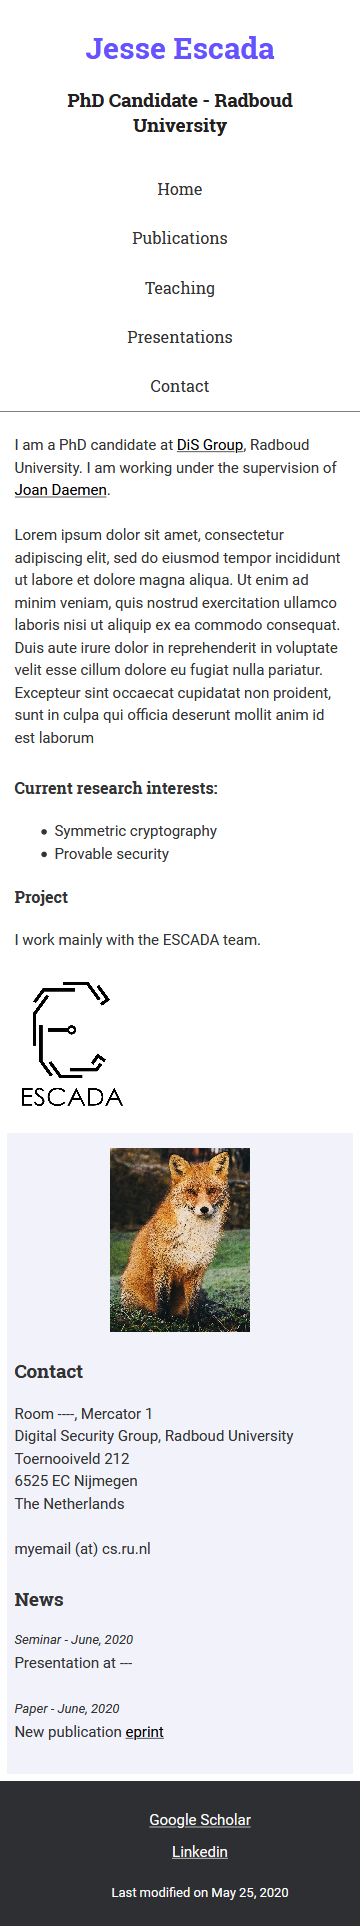 Jesse Escada
PhD Candidate - Radboud
University
Home
Publications
Teaching
Presentations
Contact
I am a PhD candidate at DiS Group, Radboud
University. I am working under the supervision of
Joan Daemen.
Lorem ipsum dolor sit amet, consectetur
adipiscing elit, sed do eiusmod tempor incididunt
ut labore et dolore magna aliqua. Ut enim ad
minim veniam, quis nostrud exercitation ullamco
laboris nisi ut aliquip ex ea commodo consequat.
Duis aute irure dolor in reprehenderit in voluptate
velit esse cillum dolore eu fugiat nulla pariatur.
Excepteur sint occaecat cupidatat non proident,
sunt in culpa qui officia deserunt mollit anim id
est laborum
Current research interests:
• Symmetric cryptography
• Provable security
Project
I work mainly with the ESCADA team.
ESCADA
Contact
Room ----, Mercator 1
Digital Security Group, Radboud University
Toernooiveld 212
6525 EC Nijmegen
The Netherlands
myemail (at) cs.ru.nl
News
Seminar - June, 2020
Presentation at ---
Paper - June, 2020
New publication eprint
Google Scholar
Linkedin
Last modified on May 25, 2020